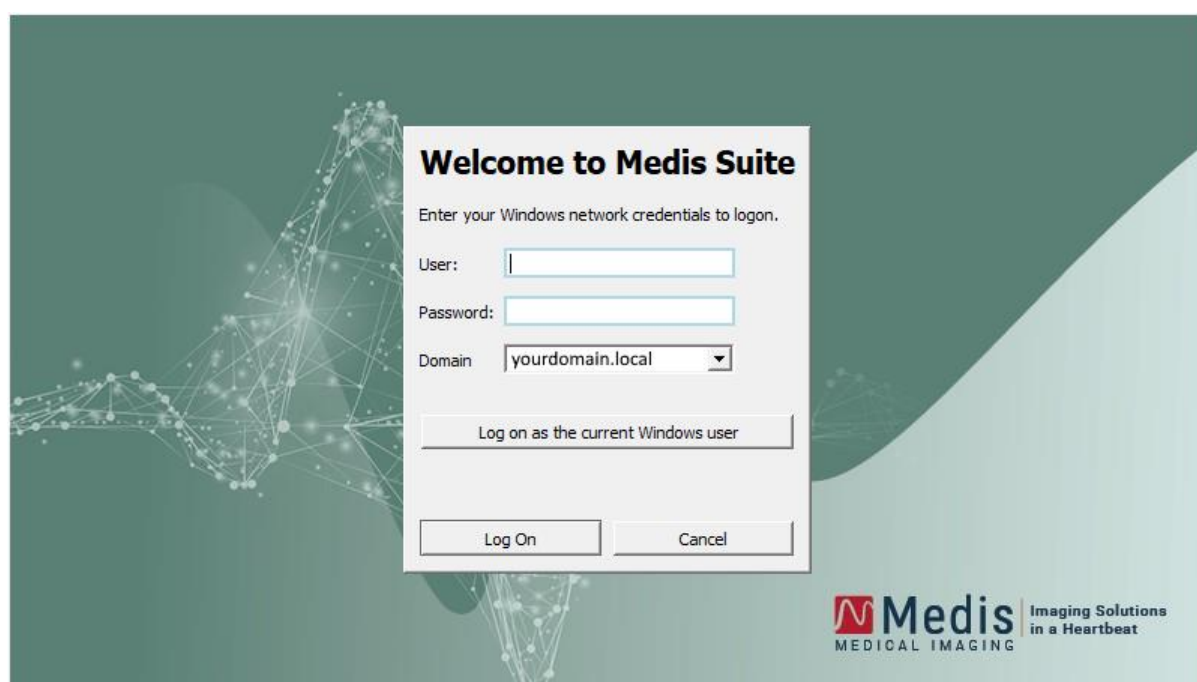 Welcome to Medis Suite
Enter your Windows network credentials to logon.
User:
Password:
Domain yourdomain.local
Log on as the current Windows user
Log On Cancel
Medis
MEDICAL IMAGING
Imaging Solutions
in a Heartbeat